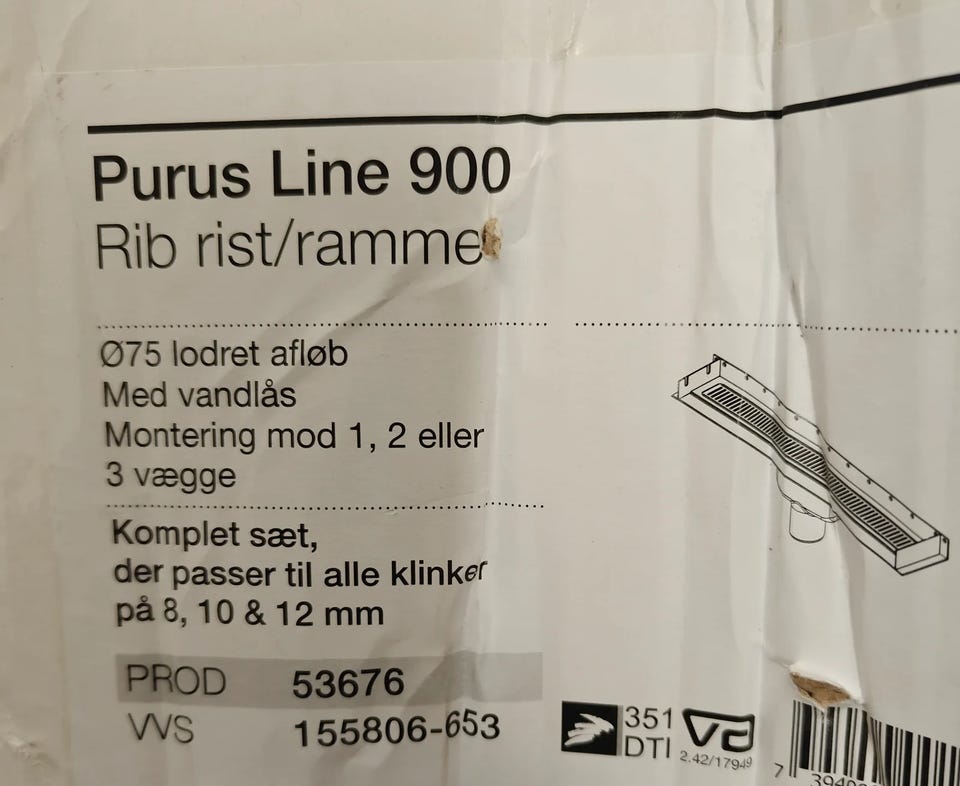 Purus Line 900
Rib rist/ramme
Ø75 lodret afløb
Med vandlås
Montering mod 1, 2 eller
3 vægge
Komplet sæt,
der passer til alle klinker
på 8, 10 & 12 mm
PROD 53676
VVS 155806-653
351
DTI
va
2.42/17949
7